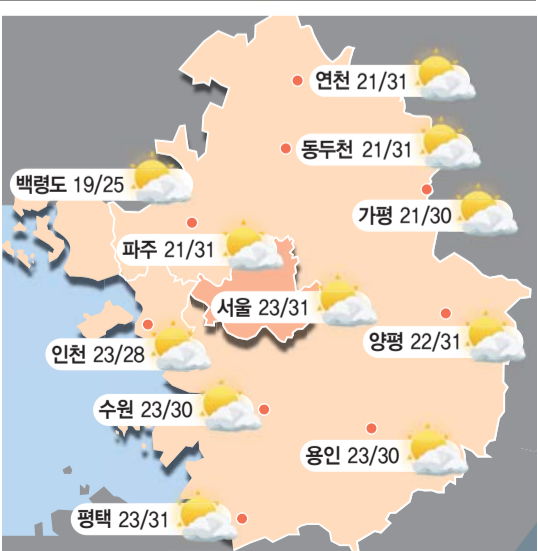 연천 21/31
동두천 21/31
백령도 19/25
가평 21/30
파주 21/31
서울 23/31
양평 22/31
인천 23/28
수원 23/30
용인 23/30
평택 23/31